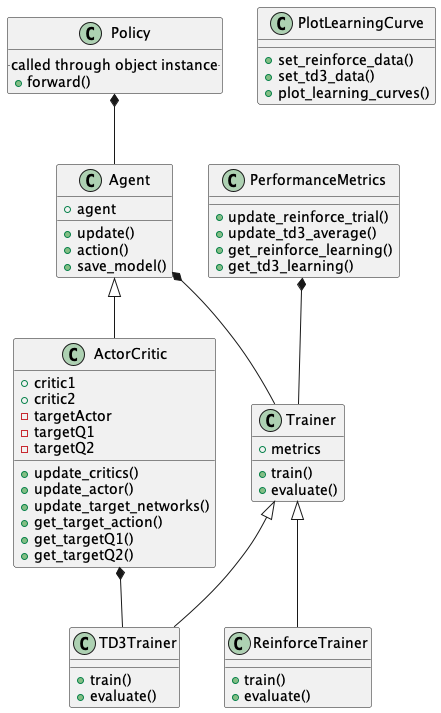 C Policy
called through object instance
forward()
C PlotLearningCurve
set_reinforce_data()
set_td3_data()
plot_learning_curves()
C Agent
agent
update()
action()
save_model()
C PerformanceMetrics
update_reinforce_trial()
update_td3_average()
get_reinforce_learning()
get_td3_learning()
C ActorCritic
critic1
critic2
targetActor
targetQ1
targetQ2
update_critics()
update_actor()
update_target_networks()
get_target_action()
get_targetQ1()
get_targetQ2()
C Trainer
metrics
train()
evaluate()
C TD3Trainer
train()
evaluate()
C ReinforceTrainer
train()
evaluate()